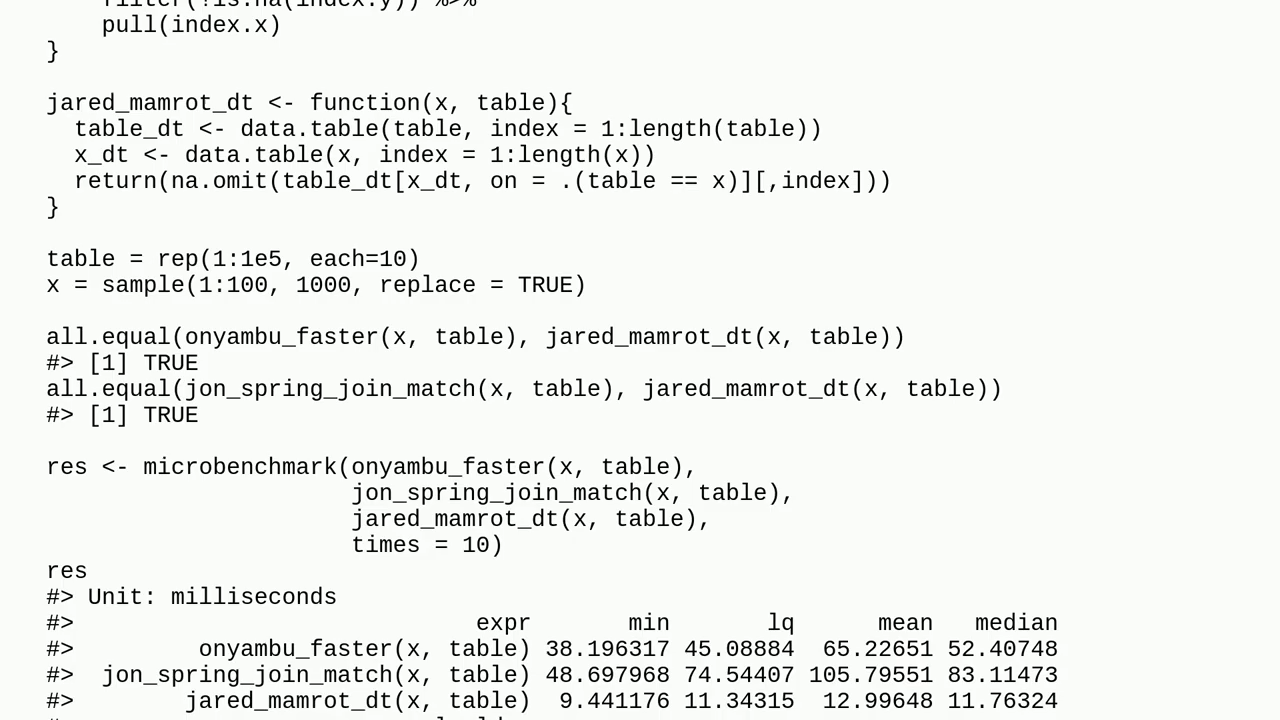 filter(!is.na(index.y)) %>%
pull(index.x)
}
jared_mamrot_dt <- function(x, table){
table_dt <- data.table(table, index = 1:length(table))
x_dt <- data.table(x, index = 1:length(x))
return(na.omit(table_dt[x_dt, on = .(table == x)][,index]))
}
table = rep(1:1e5, each=10)
x = sample(1:100, 1000, replace = TRUE)
all.equal(onyambu_faster(x, table), jared_mamrot_dt(x, table))
#> [1] TRUE
all.equal(jon_spring_join_match(x, table), jared_mamrot_dt(x, table))
#> [1] TRUE
res <- microbenchmark(onyambu_faster(x, table),
jon_spring_join_match(x, table),
jared_mamrot_dt(x, table),
times = 10)
res
#> Unit: milliseconds
#> expr min lq mean median
#> onyambu_faster(x, table) 38.196317 45.08884 65.22651 52.40748
#> jon_spring_join_match(x, table) 48.697968 74.54407 105.79551 83.11473
#> jared_mamrot_dt(x, table) 9.441176 11.34315 12.99648 11.76324